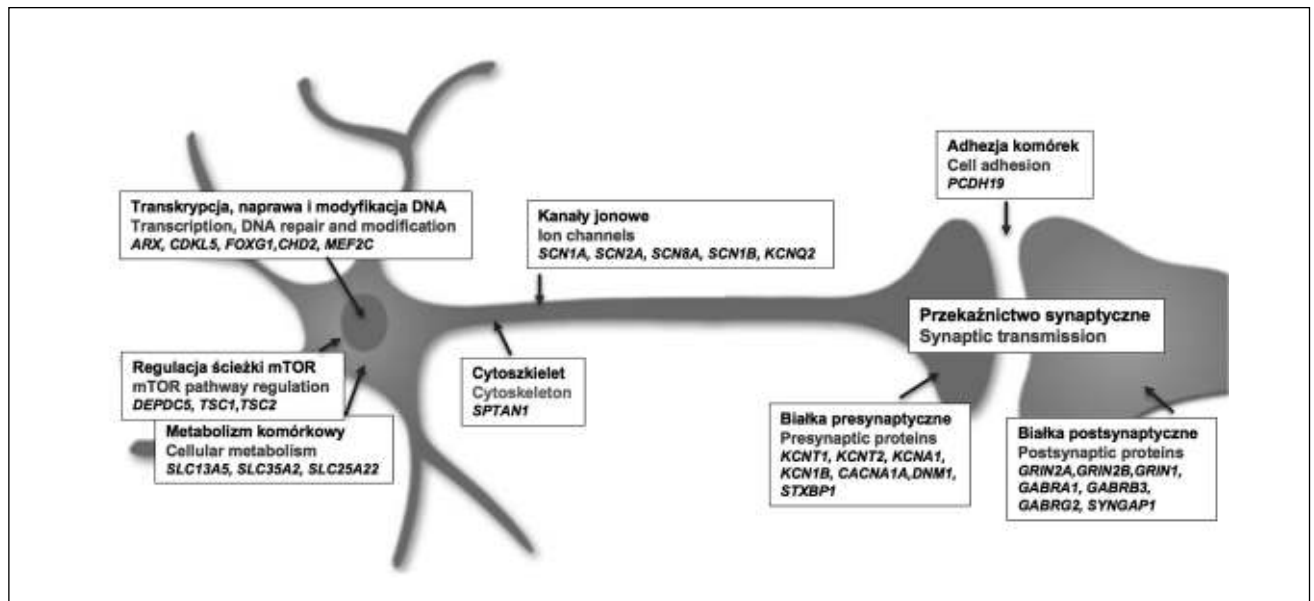 Adhezja komórek
Cell adhesion
PCDH19
Transkrypcja, naprawa i modyfikacja DNA
Transcription, DNA repair and modification
ARX, CDKL5, FOXG1,CHD2, MEF2C
Kanały jonowe
Ion channels
SCN1A, SCN2A, SCN8A, SCN1B, KCNQ2
Przekaźnictwo synaptyczne
Synaptic transmission
Regulacja ścieżki mTOR
mTOR pathway regulation
DEPDC5, TSC1,TSC2
Cytoszkielet
Cytoskeleton
SPTAN1
Metabolizm komórkowy
Cellular metabolism
SLC13A5, SLC35A2, SLC25A22
Białka presynaptyczne
Presynaptic proteins
KCNT1, KCNT2, KCNA1,
KCN1B, CACNA1A,DNM1,
STXBP1
Białka postsynaptyczne
Postsynaptic proteins
GRIN2A,GRIN2B,GRIN1,
GABRA1, GABRB3,
GABRG2, SYNGAP1